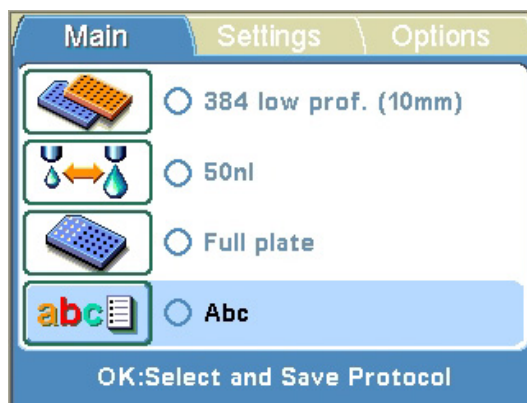 Main Settings Options
384 low prof. (10mm)
50nl
Full plate
abc Abc
OK:Select and Save Protocol